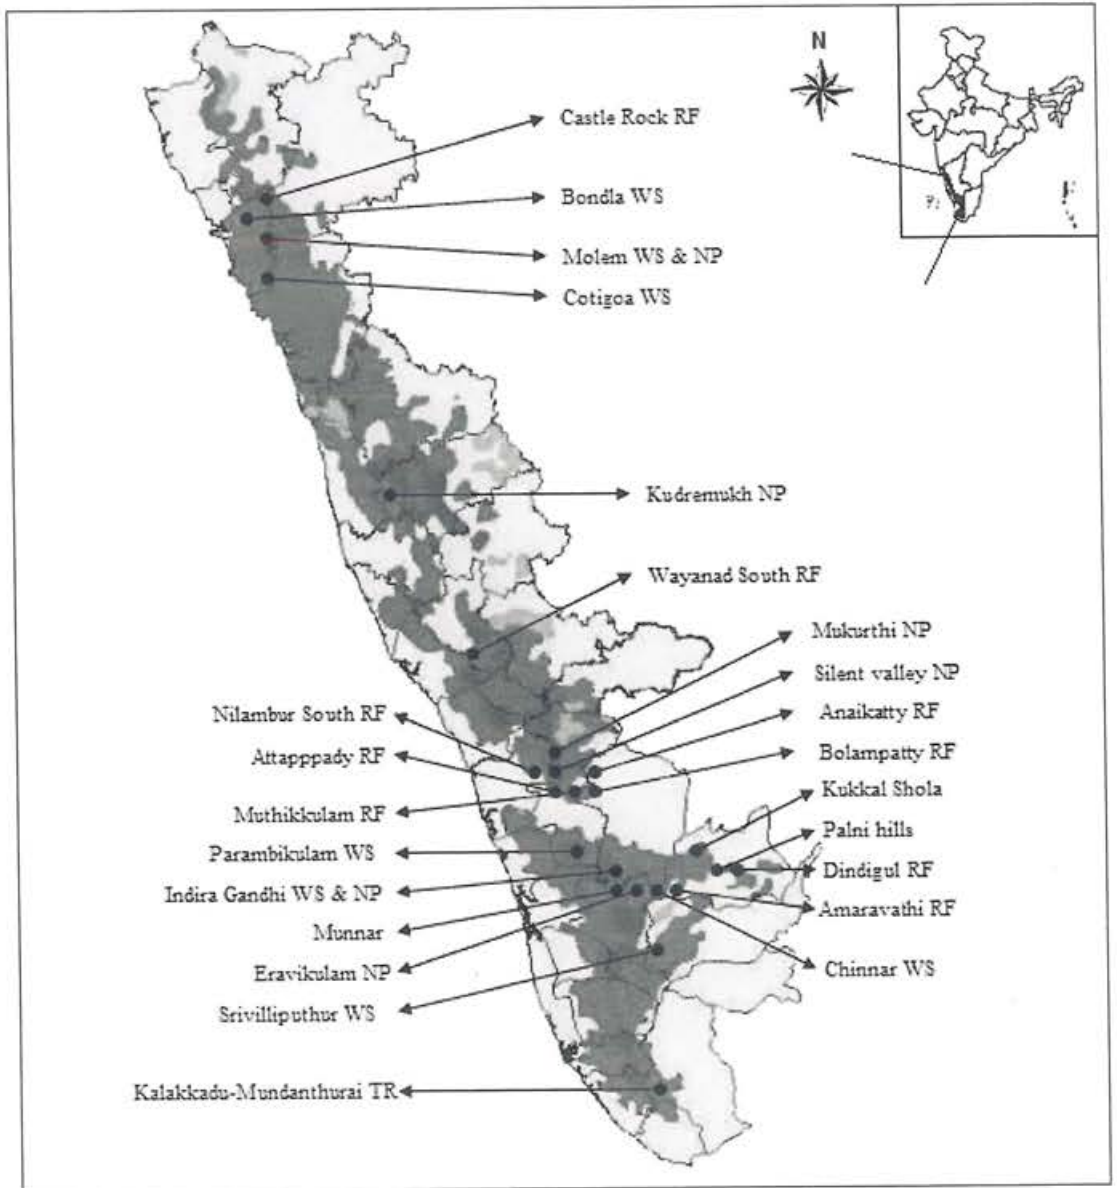 N
Castle Rock RF
Bondla WS
Molem WS & NP
Cotigoa WS
Kudremukh NP
Wayanad South RF
Mukurthi NP
Silent valley NP
Nilambur South RF
Anaikatty RF
Attapppady RF
Bolampatty RF
Muthikkulam RF
Kukkal Shola
Palni hills
Parambikulam WS
Dindigul RF
Indira Gandhi WS & NP
Amaravathi RF
Munnar
Eravikulam NP
Chinnar WS
Srivilliputhur WS
Kalakkadu-Mundanthurai TR